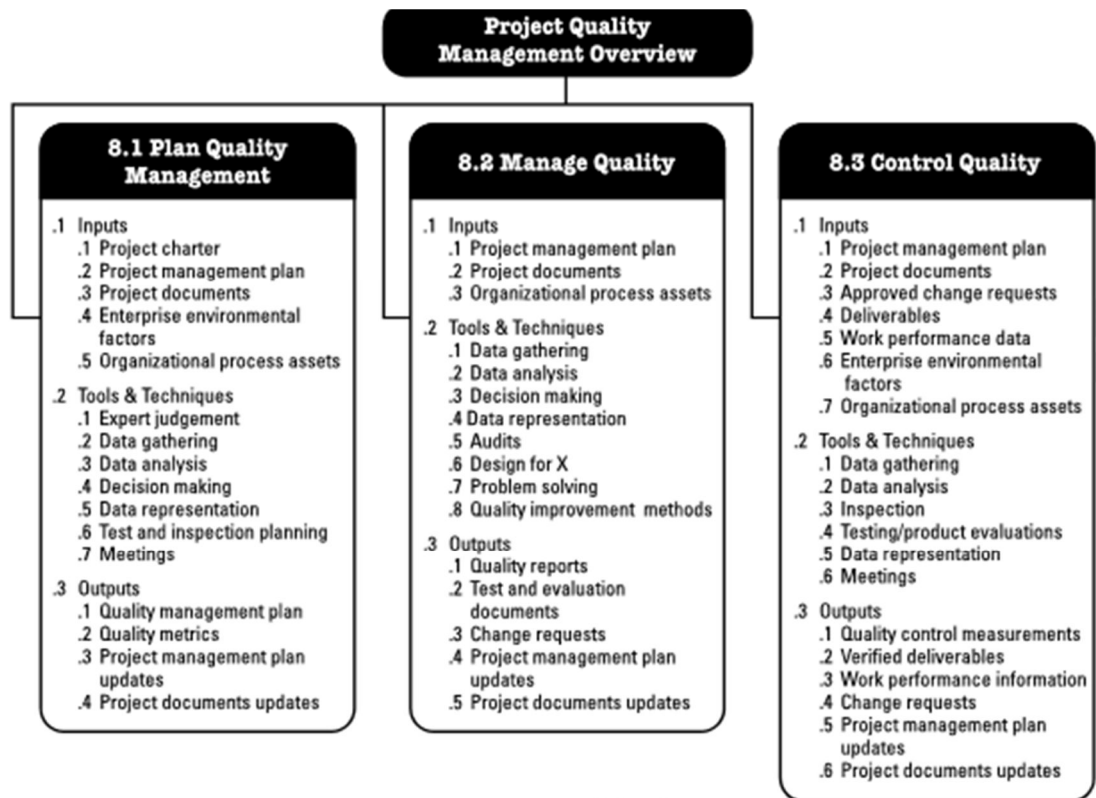 Project Quality
Management Overview
8.1 Plan Quality
Management
.1 Inputs
.1 Project charter
.2 Project management plan
.3 Project documents
.4 Enterprise environmental
factors
.5 Organizational process assets
.2 Tools & Techniques
.1 Expert judgement
.2 Data gathering
.3 Data analysis
.4 Decision making
.5 Data representation
.6 Test and inspection planning
.7 Meetings
.3 Outputs
.1 Quality management plan
.2 Quality metrics
.3 Project management plan
updates
.4 Project documents updates
8.2 Manage Quality
.1 Inputs
.1 Project management plan
.2 Project documents
.3 Organizational process assets
.2 Tools & Techniques
.1 Data gathering
.2 Data analysis
.3 Decision making
.4 Data representation
.5 Audits
.6 Design for X
.7 Problem solving
.8 Quality improvement methods
.3 Outputs
.1 Quality reports
.2 Test and evaluation
documents
.3 Change requests
.4 Project management plan
updates
.5 Project documents updates
8.3 Control Quality
.1 Inputs
.1 Project management plan
.2 Project documents
.3 Approved change requests
.4 Deliverables
.5 Work performance data
.6 Enterprise environmental
factors
.7 Organizational process assets
.2 Tools & Techniques
.1 Data gathering
.2 Data analysis
.3 Inspection
.4 Testing/product evaluations
.5 Data representation
.6 Meetings
.3 Outputs
.1 Quality control measurements
.2 Verified deliverables
.3 Work performance information
.4 Change requests
.5 Project management plan
updates
.6 Project documents updates